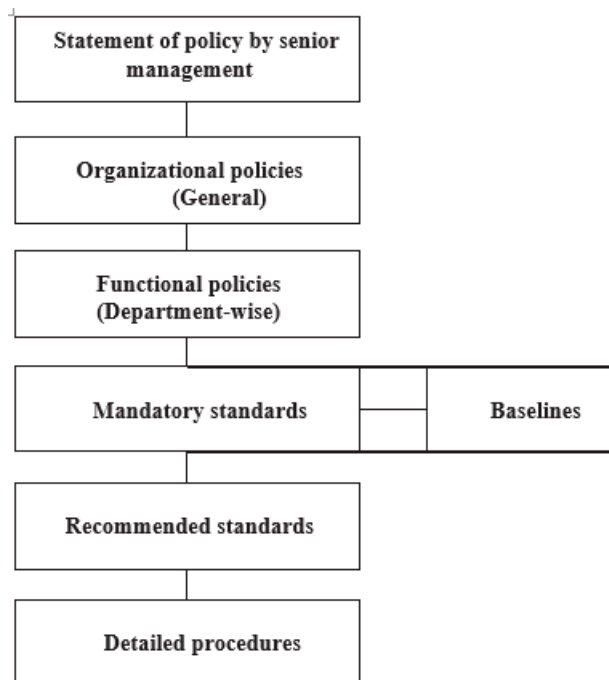 Statement of policy by senior
management
Organizational policies
(General)
Functional policies
(Department-wise)
Mandatory standards
Baselines
Recommended standards
Detailed procedures